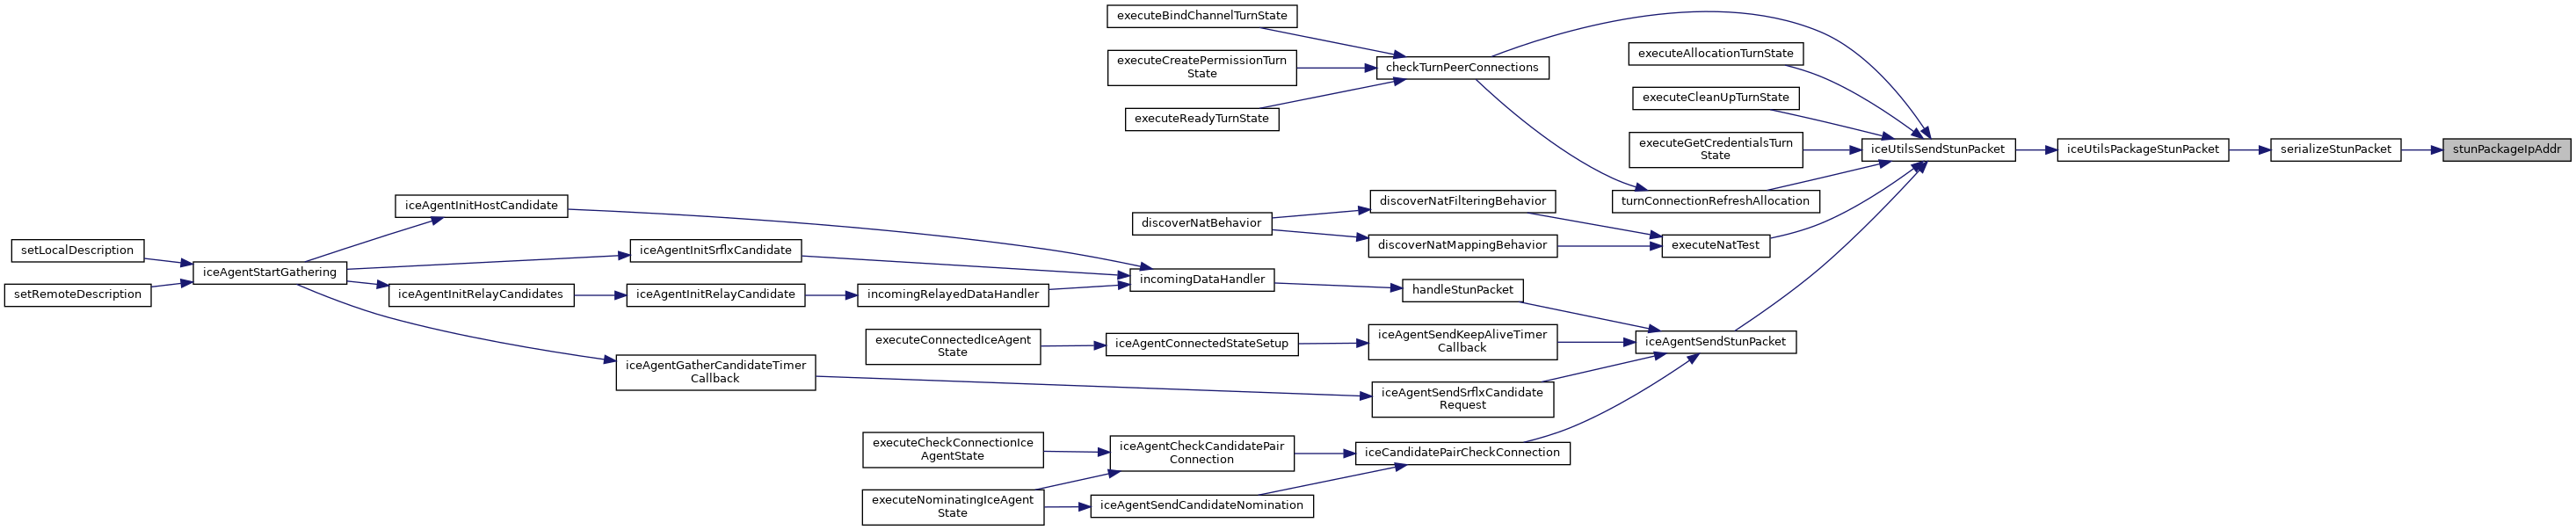 executeBindChannelTurnState
executeCreatePermissionTurn
State
executeReadyTurnState
checkTurnPeerConnections
executeAllocationTurnState
executeCleanUpTurnState
executeGetCredentialsTurn
State
turnConnectionRefreshAllocation
iceUtilsSendStunPacket
iceUtilsPackageStunPacket
serializeStunPacket
stunPackageIpAddr
discoverNatBehavior
discoverNatFilteringBehavior
discoverNatMappingBehavior
executeNatTest
setLocalDescription
setRemoteDescription
iceAgentStartGathering
iceAgentInitHostCandidate
iceAgentInitSrflxCandidate
iceAgentInitRelayCandidates
iceAgentInitRelayCandidate
incomingRelayedDataHandler
incomingDataHandler
handleStunPacket
iceAgentGatherCandidateTimer
Callback
executeConnectedIceAgent
State
iceAgentConnectedStateSetup
iceAgentSendKeepAliveTimer
Callback
iceAgentSendSrflxCandidate
Request
iceAgentSendStunPacket
executeCheckConnectionIce
AgentState
executeNominatingIceAgent
State
iceAgentCheckCandidatePair
Connection
iceAgentSendCandidateNomination
iceCandidatePairCheckConnection